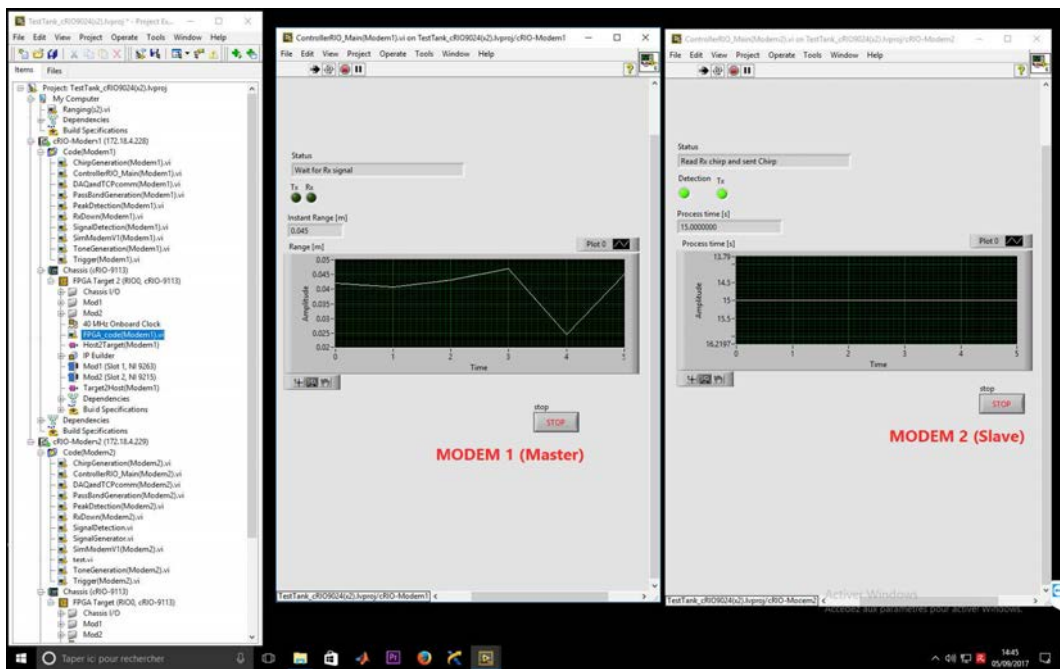 TestTank_cRIO9024(x2).lvproj * - Project Ex...
File Edit View Project Operate Tools Window Help
Items Files
Project: TestTank_cRIO9024(x2).lvproj
My Computer
Ranging(x2).vi
Dependencies
Build Specifications
cRIO-Modem1 (172.18.4.228)
Code(Modem1)
ChirpGeneration(Modem1).vi
ControllerRIO_Main(Modem1).vi
DAQandTCPcomm(Modem1).vi
PassBandGeneration(Modem1).vi
PeakDetection(Modem1).vi
RxDown(Modem1).vi
SignalDetection(Modem1).vi
SimModemV1(Modem1).vi
ToneGeneration(Modem1).vi
Trigger(Modem1).vi
Chassis (cRIO-9113)
FPGA Target 2 (RIO0, cRIO-9113)
Chassis I/O
Mod1
Mod2
40 MHz Onboard Clock
FPGA_code(Modem1).vi
Host2Target(Modem1)
IP Builder
Mod1 (Slot 1, NI 9263)
Mod2 (Slot 2, NI 9215)
Target2Host(Modem1)
Dependencies
Build Specifications
Dependencies
Build Specifications
cRIO-Modem2 (172.18.4.229)
Code(Modem2)
ChirpGeneration(Modem2).vi
ControllerRIO_Main(Modem2).vi
DAQandTCPcomm(Modem2).vi
PassBandGeneration(Modem2).vi
PeakDetection(Modem2).vi
RxDown(Modem2).vi
SignalDetection.vi
SignalGenerator.vi
SimModemV1(Modem2).vi
test.vi
ToneGeneration(Modem2).vi
Trigger(Modem2).vi
Chassis (cRIO-9113)
FPGA Target (RIO0, cRIO-9113)
Chassis I/O
Mod1
Mod2
ControllerRIO_Main(Modem1).vi on TestTank_cRIO9024(x2).lvproj/cRIO-Modem1
File Edit View Project Operate Tools Window Help
Status
Wait for Rx signal
Tx Rx
Instant Range [m]
0.045
Range [m]
Plot 0
0.05
0.045
0.04
0.035
0.03
0.025
0.02
Amplitude
0 1 2 3 4 5
Time
stop
STOP
MODEM 1 (Master)
TestTank_cRIO9024(x2).lvproj/cRIO-Modem1
ControllerRIO_Main(Modem2).vi on TestTank_cRIO9024(x2).lvproj/cRIO-Modem2
File Edit View Project Operate Tools Window Help
Status
Read Rx chirp and sent Chirp
Detection Tx
Process time [s]
15.0000000
Process time [s]
Plot 0
13.79
14.5
15
15.5
16.2197
Amplitude
0 1 2 3 4 5
Time
stop
STOP
MODEM 2 (Slave)
TestTank_cRIO9024(x2).lvproj/cRIO-Modem2
Activer Windows
Accédez aux paramètres pour activer Windows.
Taper ici pour rechercher
14:45
05/09/2017